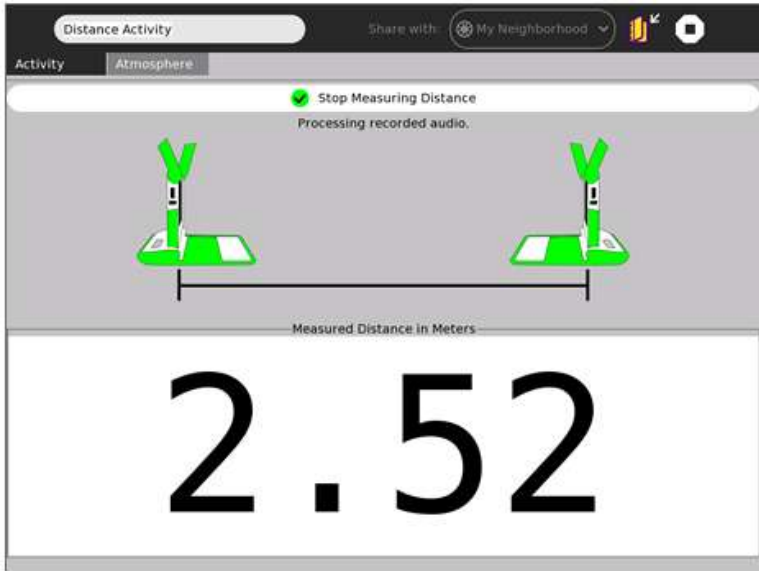 Distance Activity
Share with: My Neighborhood
Activity
Atmosphere
Stop Measuring Distance
Processing recorded audio.
Measured Distance in Meters
2.52